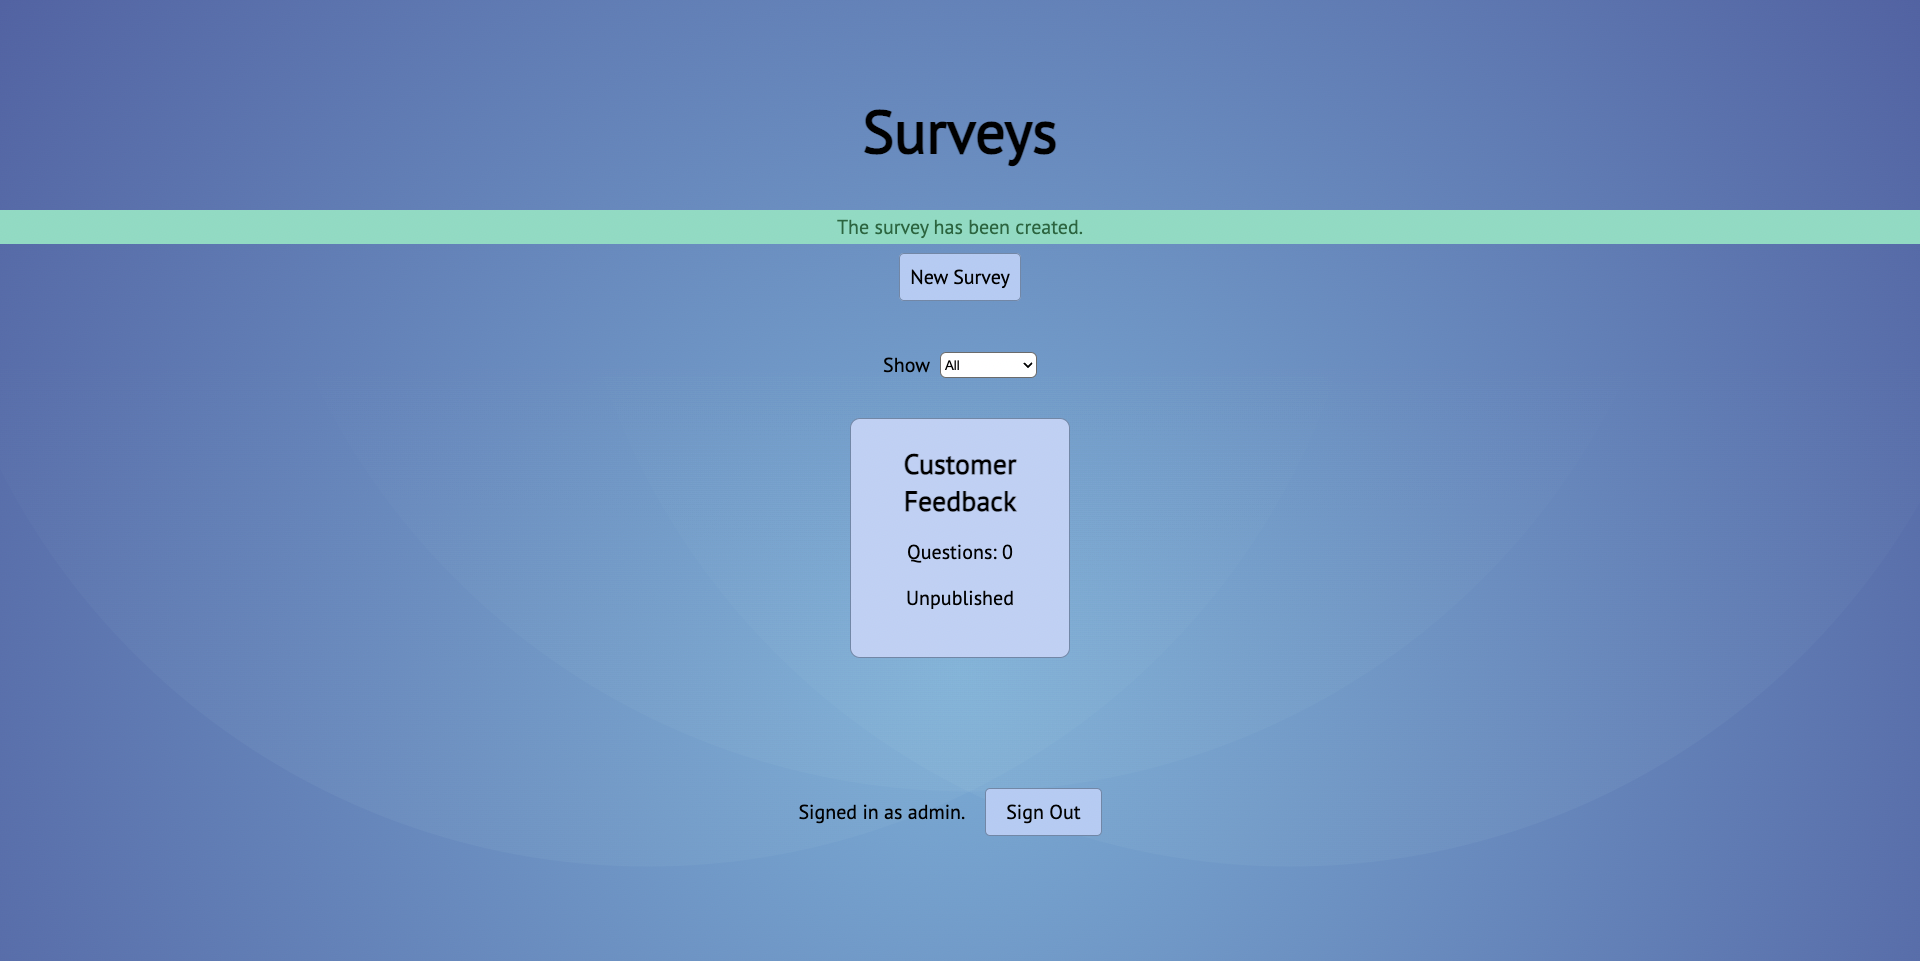 Surveys
The survey has been created.
New Survey
Show All
Customer
Feedback
Questions: 0
Unpublished
Signed in as admin. Sign Out